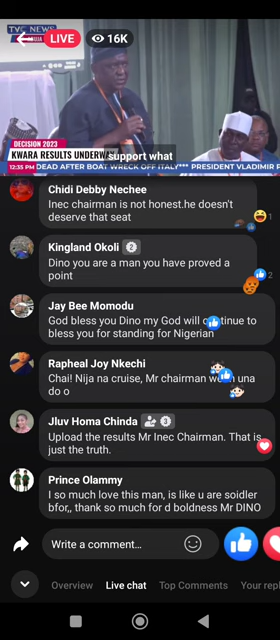 TVC NEWS
LIVE
16K
ABUJA
DECISION 2023
KWARA RESULTS UNDERWAY
support what
12:35 PM DEAD AFTER BOAT WRECK OFF ITALY*** PRESIDENT VLADIMIR P
Chidi Debby Nechee
Inec chairman is not honest.he doesn't
deserve that seat
1
Kingland Okoli 2
Dino you are a man you have proved a
point
2
Jay Bee Momodu
God bless you Dino my God will continue to
bless you for standing for Nigerian
Rapheal Joy Nkechi
Chai! Nija na cruise, Mr chairman
una
do o
Jluv Homa Chinda 3
Upload the results Mr Inec Chairman. That is
just the truth.
Prince Olammy
I so much love this man, is like u are soidler
bfor,, thank so much for d boldness Mr DINO
Write a comment...
Overview Live chat Top Comments Your repl